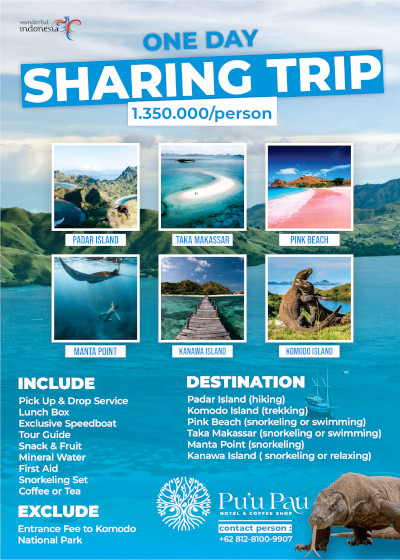 wonderful
indonesia
ONE DAY
SHARING TRIP
1.350.000/person
PADAR ISLAND
TAKA MAKASSAR
PINK BEACH
MANTA POINT
KANAWA ISLAND
KOMODO ISLAND
INCLUDE
Pick Up & Drop Service
Lunch Box
Exclusive Speedboat
Tour Guide
Snack & Fruit
Mineral Water
First Aid
Snorkeling Set
Coffee or Tea
EXCLUDE
Entrance Fee to Komodo
National Park
DESTINATION
Padar Island (hiking)
Komodo Island (trekking)
Pink Beach (snorkeling or swimming)
Taka Makassar (snorkeling or swimming)
Manta Point (snorkeling)
Kanawa Island ( snorkeling or relaxing)
Pu'u Pau
HOTEL & COFFEE SHOP
contact person :
+62 812-8100-9907